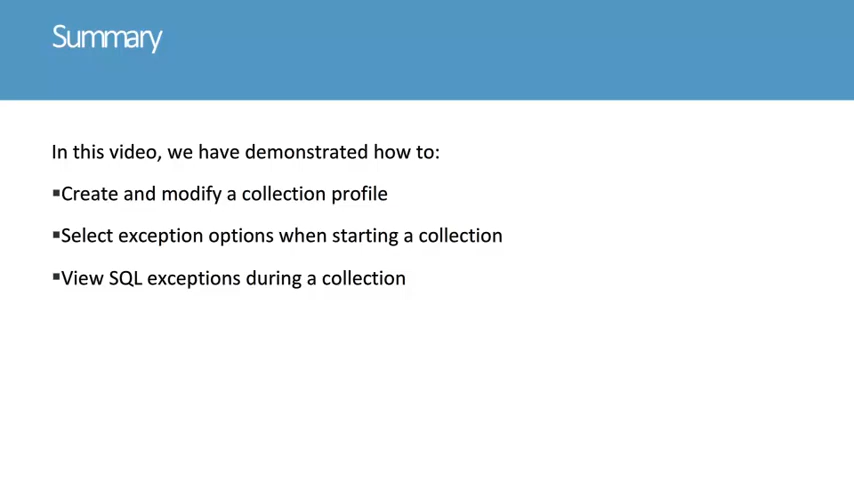 Summary
In this video, we have demonstrated how to:
▪Create and modify a collection profile
▪Select exception options when starting a collection
▪View SQL exceptions during a collection